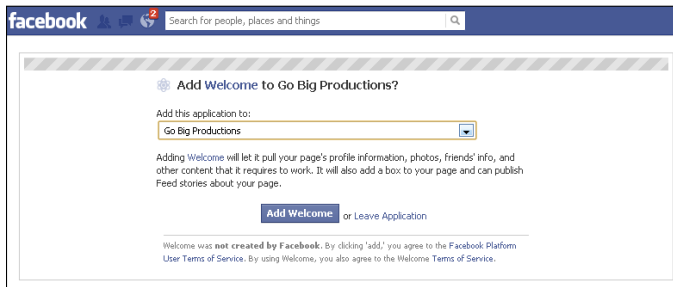 facebook 2 Search for people, places and things
Add Welcome to Go Big Productions?
Add this application to:
Go Big Productions
Adding Welcome will let it pull your page's profile information, photos, friends' info, and
other content that it requires to work. It will also add a box to your page and can publish
Feed stories about your page.
Add Welcome or Leave Application
Welcome was not created by Facebook. By clicking 'add,' you agree to the Facebook Platform
User Terms of Service. By using Welcome, you also agree to the Welcome Terms of Service.